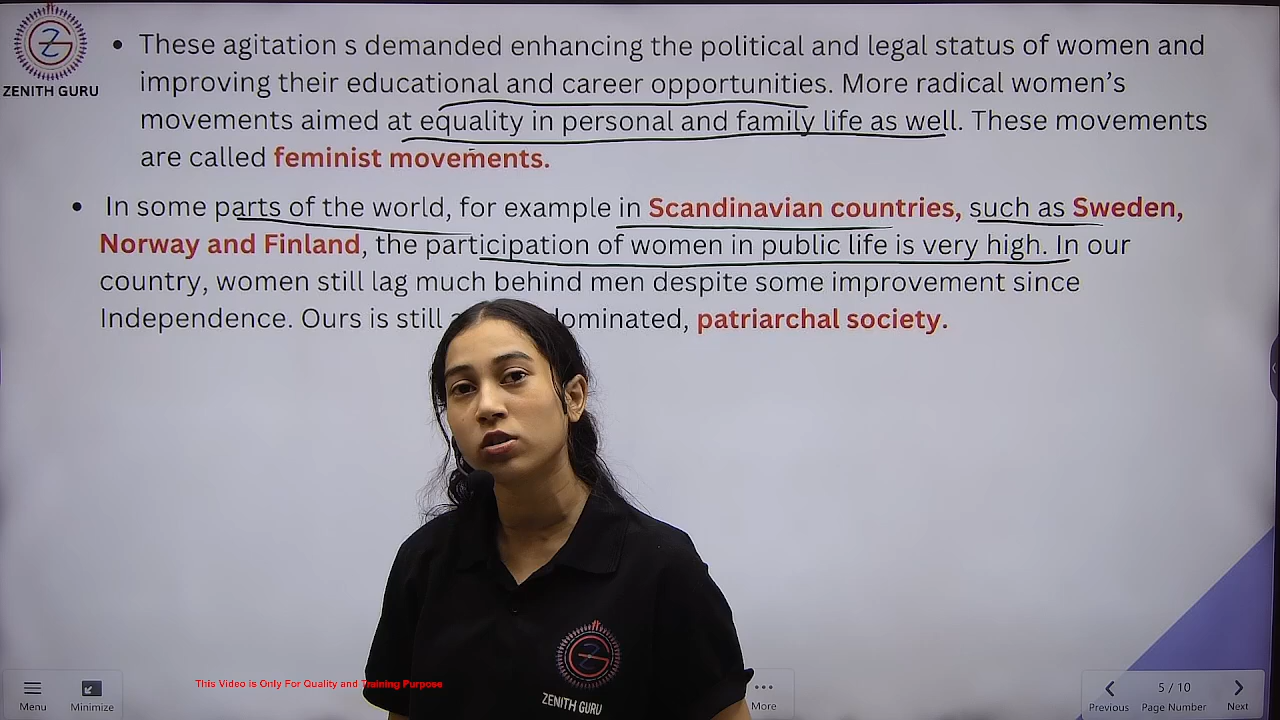 ZENITH GURU
These agitation s demanded enhancing the political and legal status of women and
improving their educational and career opportunities. More radical women's
movements aimed at equality in personal and family life as well. These movements
are called feminist movements.
In some parts of the world, for example in Scandinavian countries, such as Sweden,
Norway and Finland, the participation of women in public life is very high. In our
country, women still lag much behind men despite some improvement since
Independence. Ours is still dominated, patriarchal society.
ZENITH GURU
This Video is Only For Quality and Training Purpose
Menu
Minimize
More
Previous
5 / 10
Page Number
Next